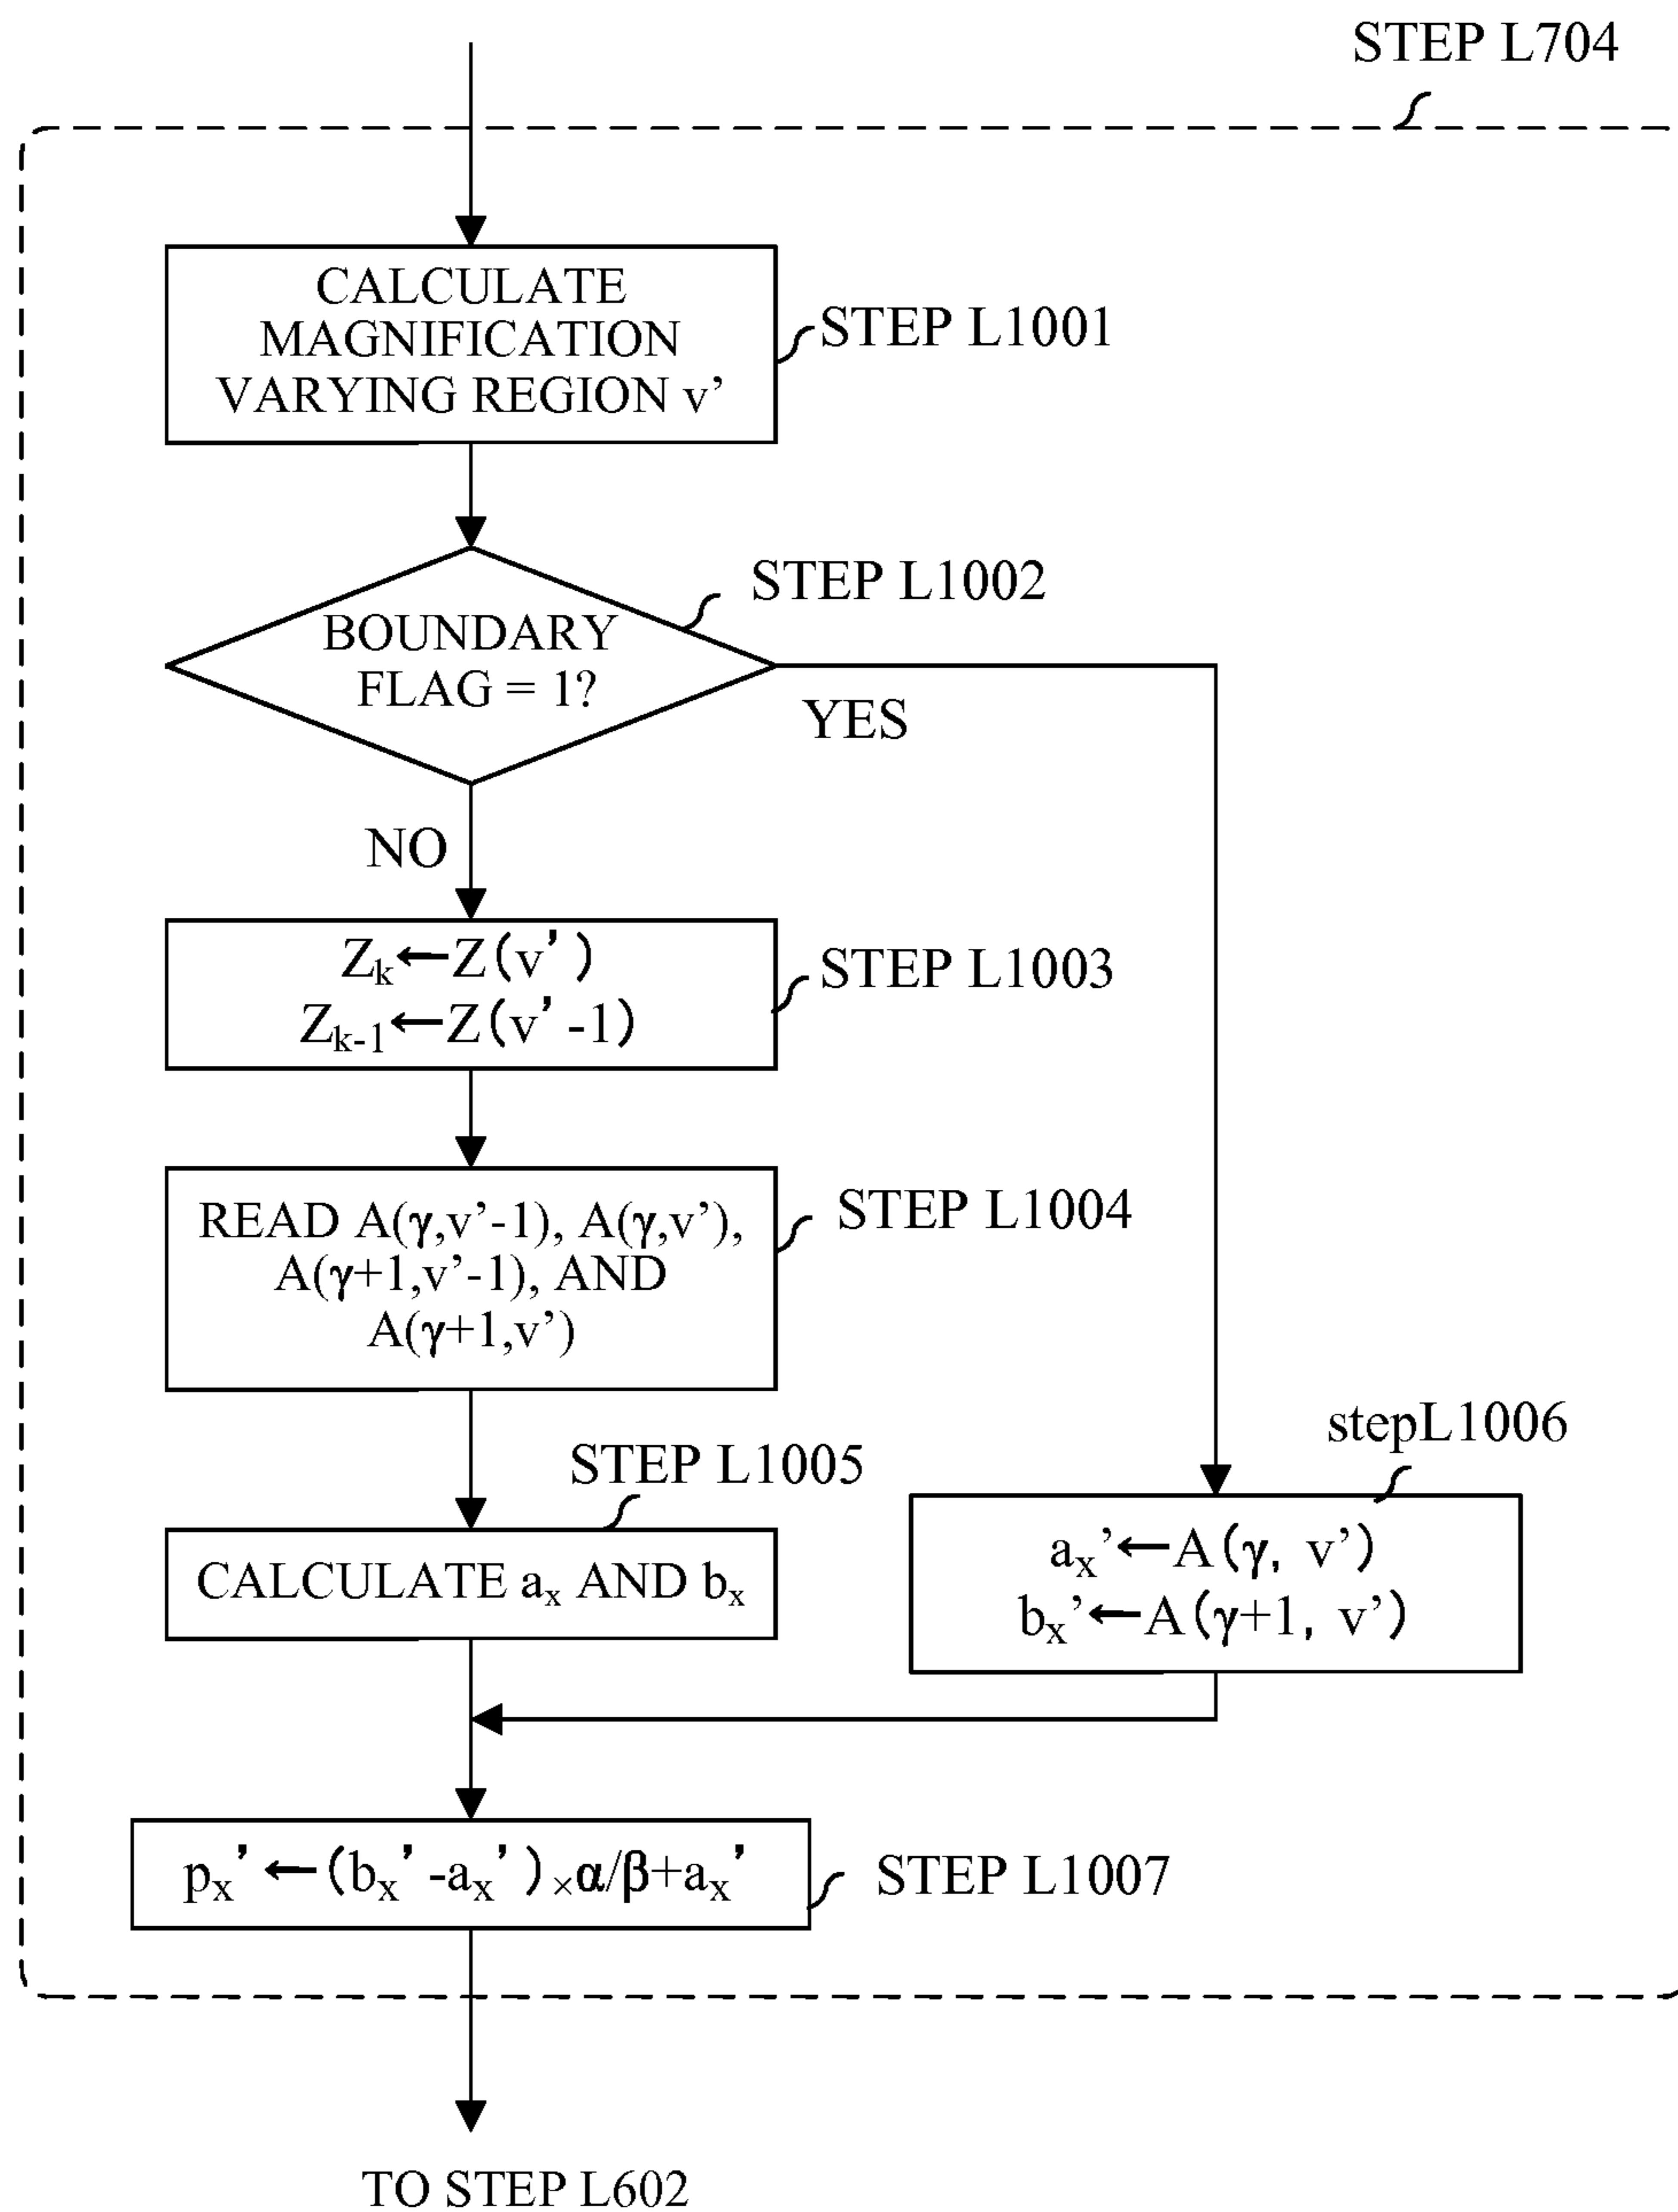 STEP L704
CALCULATE
MAGNIFICATION
VARYING REGION v’
STEP L1001
STEP L1002
BOUNDARY
FLAG = 1?
YES
NO
Zk←Z(v’)
Zk-1←Z(v’-1)
STEP L1003
READ A(γ,v’-1), A(γ,v’),
A(γ+1,v’-1), AND
A(γ+1,v’)
STEP L1004
STEP L1005
CALCULATE ax AND bx
stepL1006
ax’←A(γ, v’)
bx’←A(γ+1, v’)
px’←(bx’-ax’)×α/β+ax’
STEP L1007
TO STEP L602